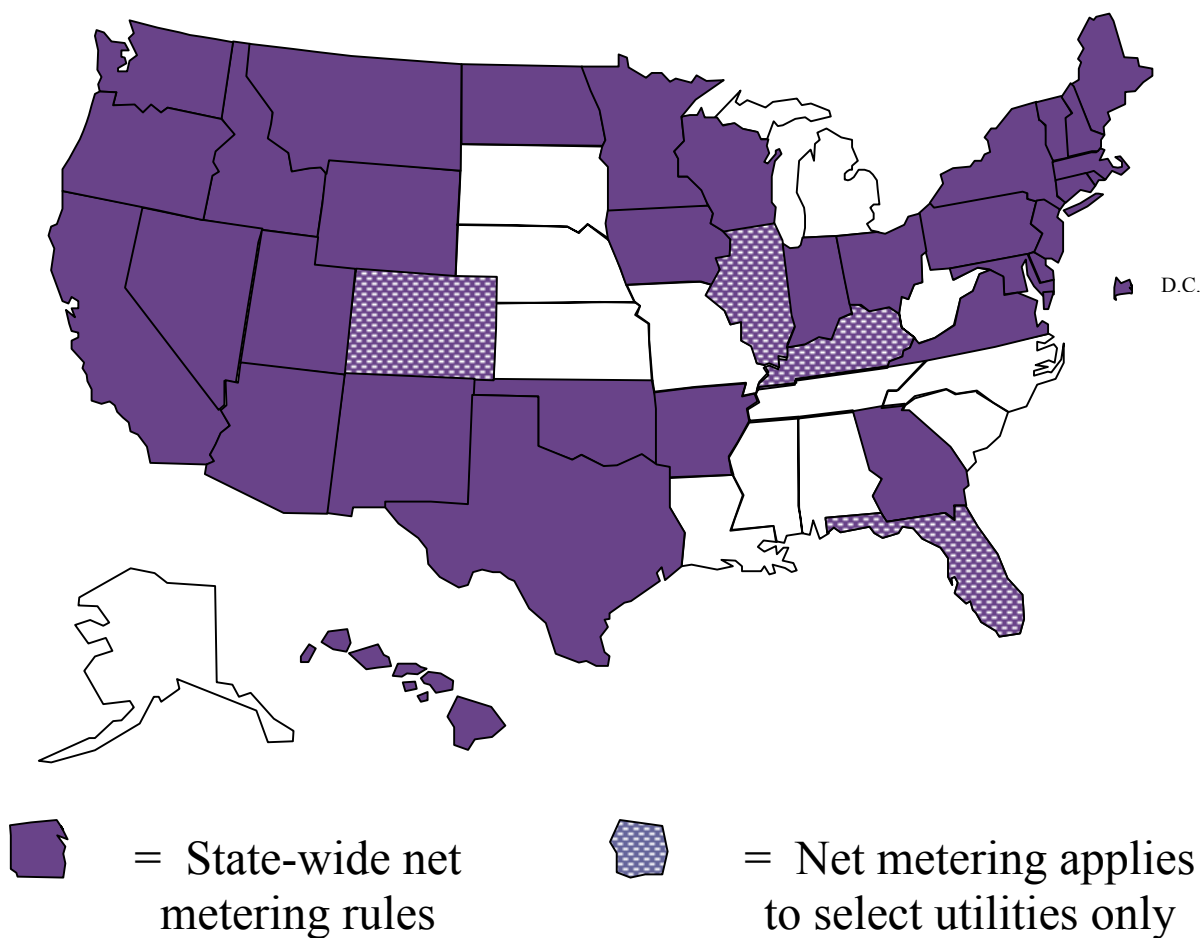 D.C.
= State-wide net
metering rules
= Net metering applies
to select utilities only